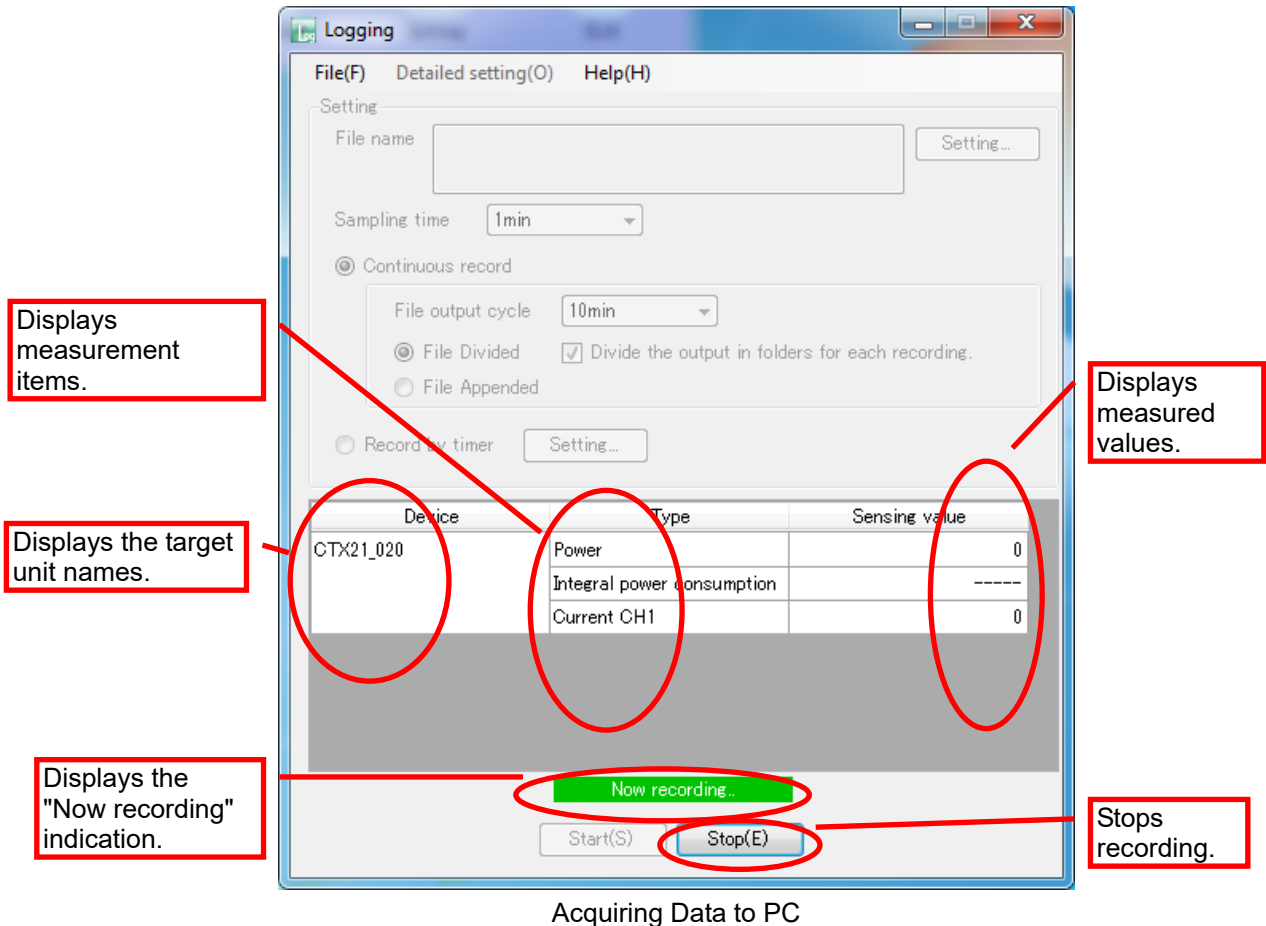 Logging
File(F) Detailed setting(O) Help(H)
Setting
File name
Setting...
Sampling time 1min
Continuous record
File output cycle 10min
File Divided Divide the output in folders for each recording.
File Appended
Record by timer Setting...
Displays
measurement
items.
Displays
measured
values.
Displays the target
unit names.
Device Type Sensing value
CTX21_020 Power 0
Integral power consumption -----
Current CH1 0
Displays the
"Now recording"
indication.
Now recording..
Start(S) Stop(E)
Stops
recording.
Acquiring Data to PC